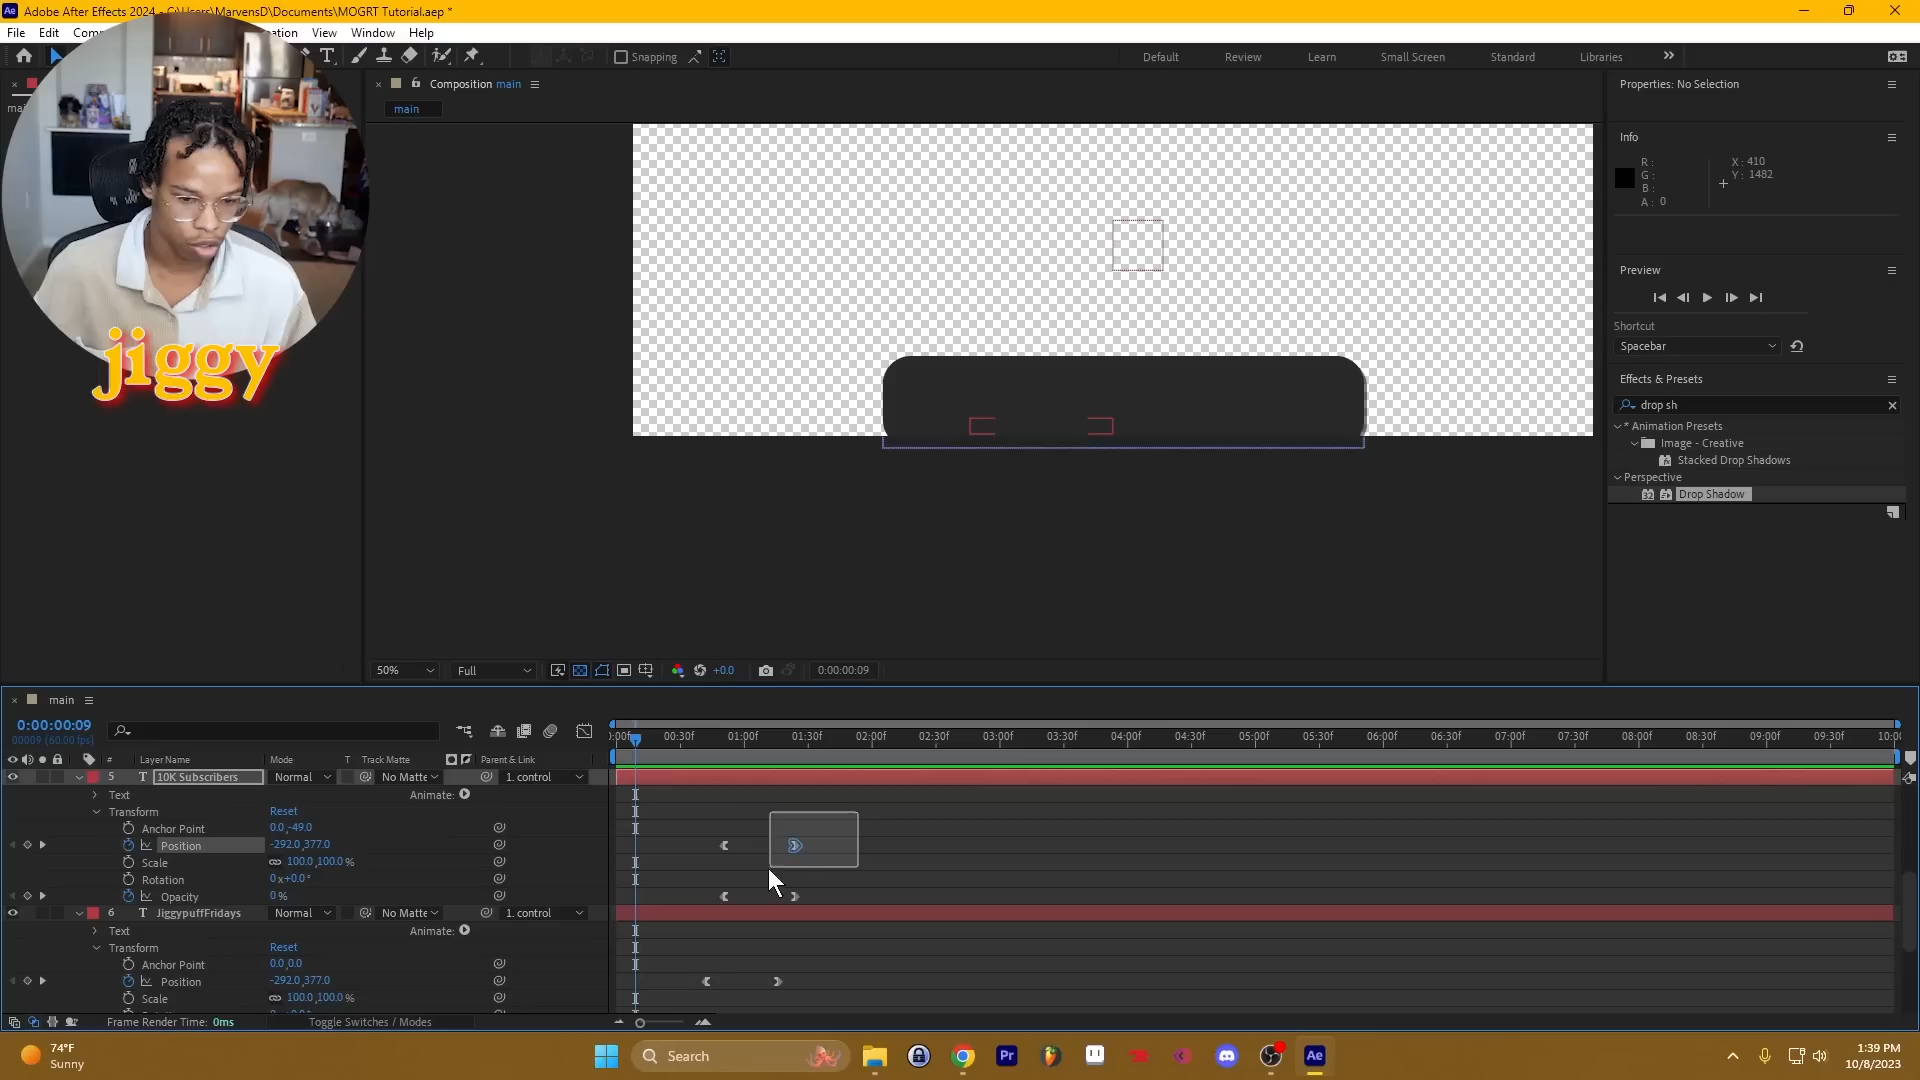 Adobe After Effects 2024 - C:\Users\MarvensD\Documents\MOGRT Tutorial.aep *
File Edit Window Help
Snapping
Default Review Learn Small Screen Standard Libraries
Composition main
main
jiggy
50% Full +0.0 0:00:00:09
Properties: No Selection
Info
R : X : 410
G : Y : 1482
B :
A : 0
Preview
Shortcut
Spacebar
Effects & Presets
drop sh
* Animation Presets
Image - Creative
Stacked Drop Shadows
Perspective
32 Drop Shadow
main
0:00:00:09
00009 (60.00 fps)
:00f 00:30f 01:00f 01:30f 02:00f 02:30f 03:00f 03:30f 04:00f 04:30f 05:00f 05:30f 06:00f 06:30f 07:00f 07:30f 08:00f 08:30f 09:00f 09:30f 10:00
# Layer Name Mode T Track Matte Parent & Link
5 T 10K Subscribers Normal No Matte 1. control
Text Animate:
Transform Reset
Anchor Point 0.0,-49.0
Position -292.0,377.0
Scale 100.0,100.0 %
Rotation 0x+0.0°
Opacity 0 %
6 T JiggypuffFridays Normal No Matte 1. control
Text Animate:
Transform Reset
Anchor Point 0.0,0.0
Position -292.0,377.0
Scale 100.0,100.0 %
Frame Render Time: 0ms Toggle Switches / Modes
74°F
Sunny
Search
Pr
Ae
1:39 PM
10/8/2023